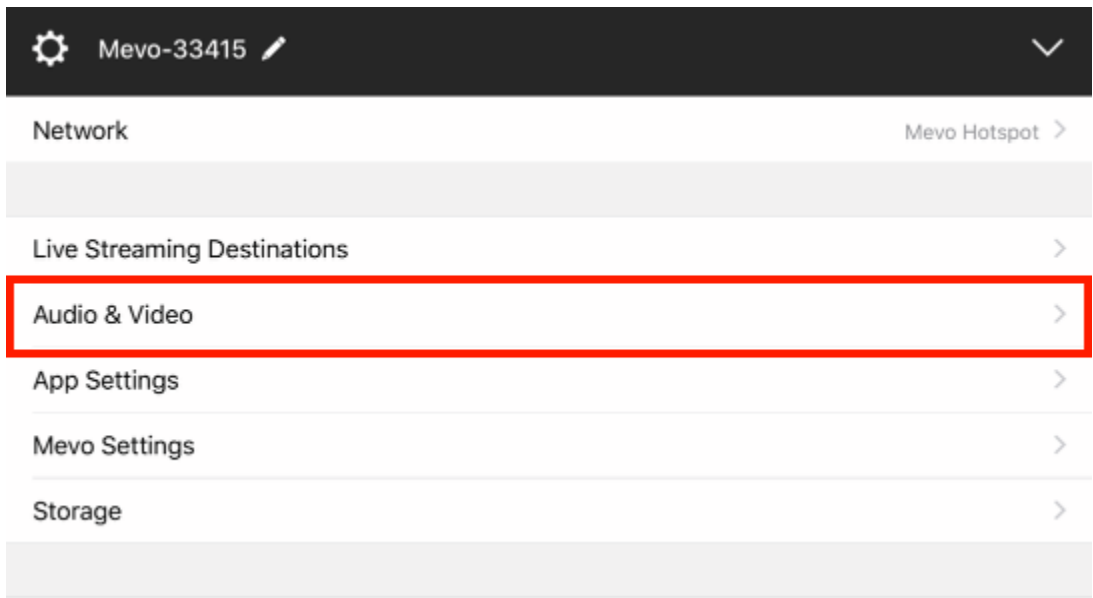 Mevo-33415
Network Mevo Hotspot
Live Streaming Destinations
Audio & Video
App Settings
Mevo Settings
Storage